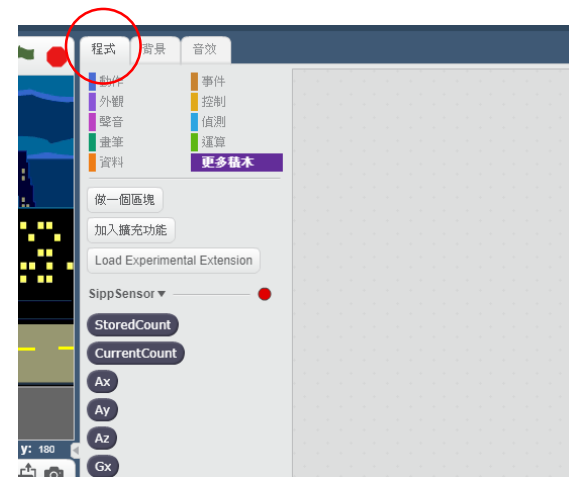 程式 背景 音效
動作 事件
外觀 控制
聲音 偵測
畫筆 運算
資料 更多積木
做一個區塊
加入擴充功能
Load Experimental Extension
SippSensor
StoredCount
CurrentCount
Ax
Ay
Az
y: 180
Gx